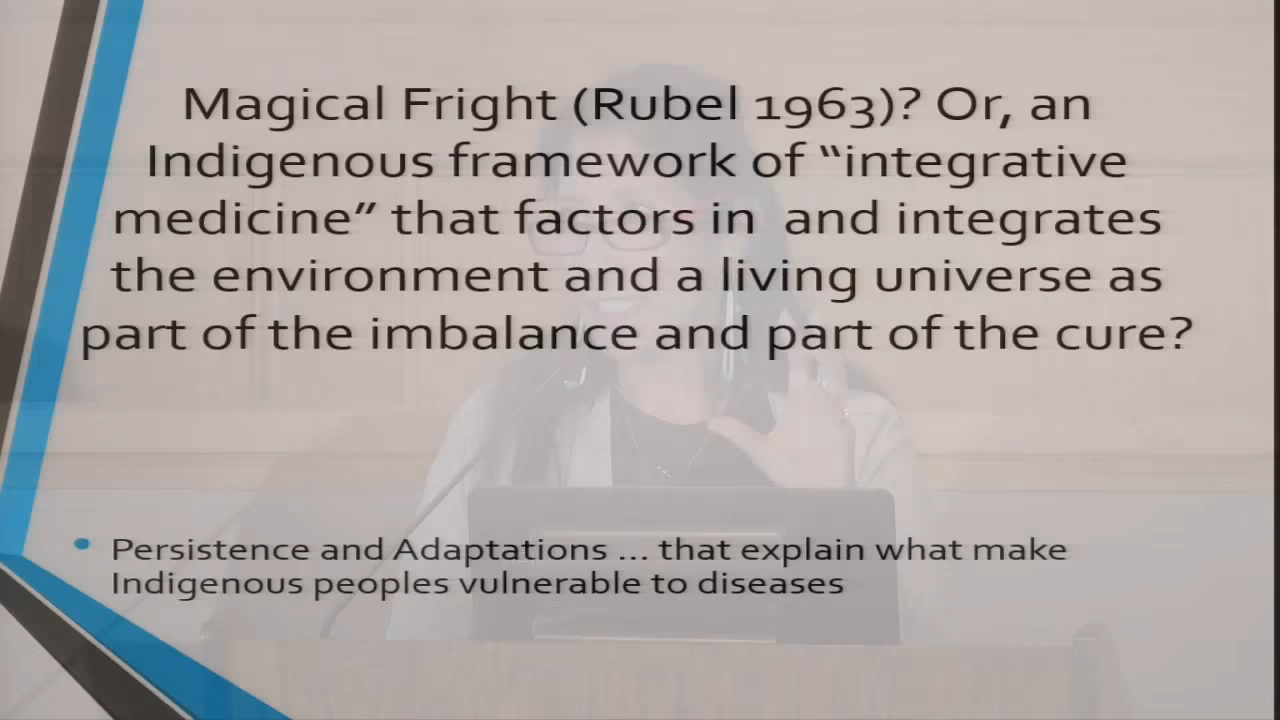 Magical Fright (Rubel 1963)? Or, an
Indigenous framework of “integrative
medicine” that factors in and integrates
the environment and a living universe as
part of the imbalance and part of the cure?
• Persistence and Adaptations ... that explain what make
Indigenous peoples vulnerable to diseases